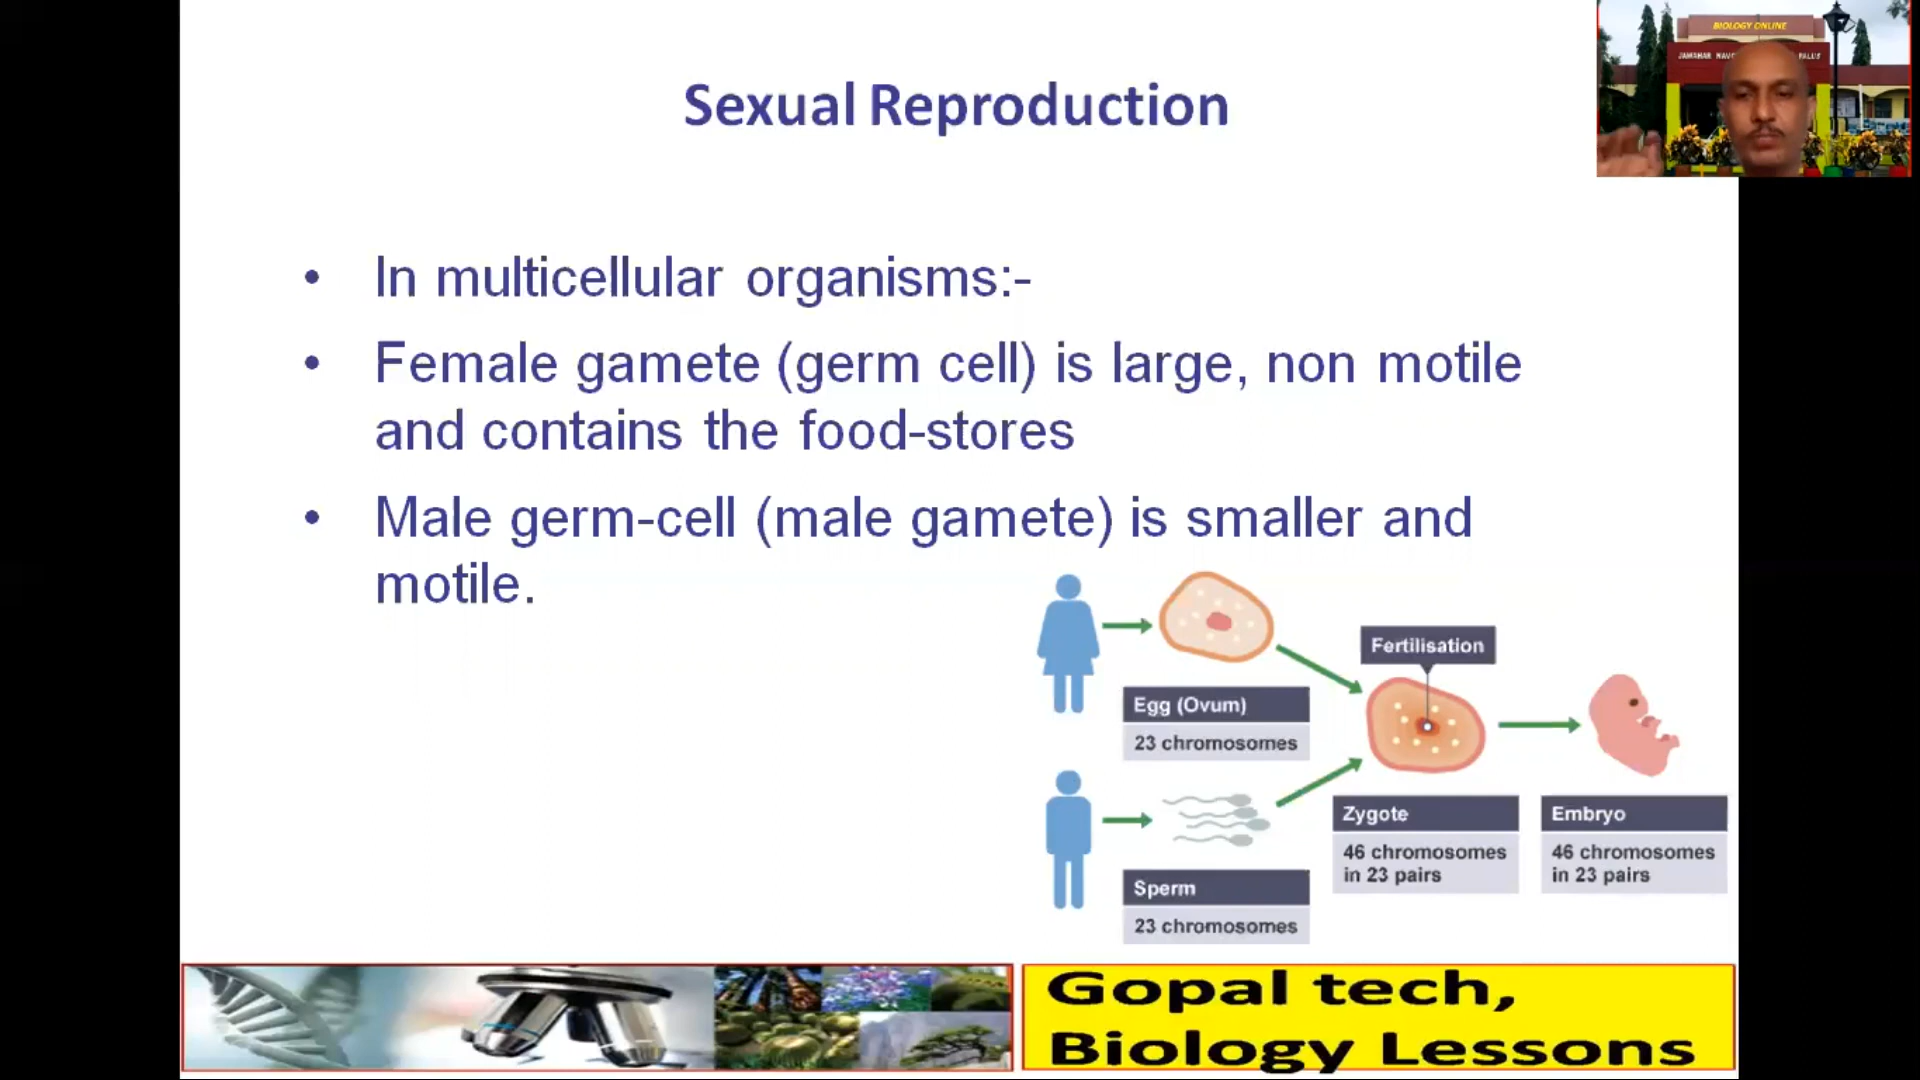 BIOLOGY ONLINE
JAWAHAR PALUS
Sexual Reproduction
• In multicellular organisms:-
• Female gamete (germ cell) is large, non motile
and contains the food-stores
• Male germ-cell (male gamete) is smaller and
motile.
Fertilisation
Egg (Ovum)
23 chromosomes
Zygote
46 chromosomes
in 23 pairs
Embryo
46 chromosomes
in 23 pairs
Sperm
23 chromosomes
Gopal tech,
Biology Lessons